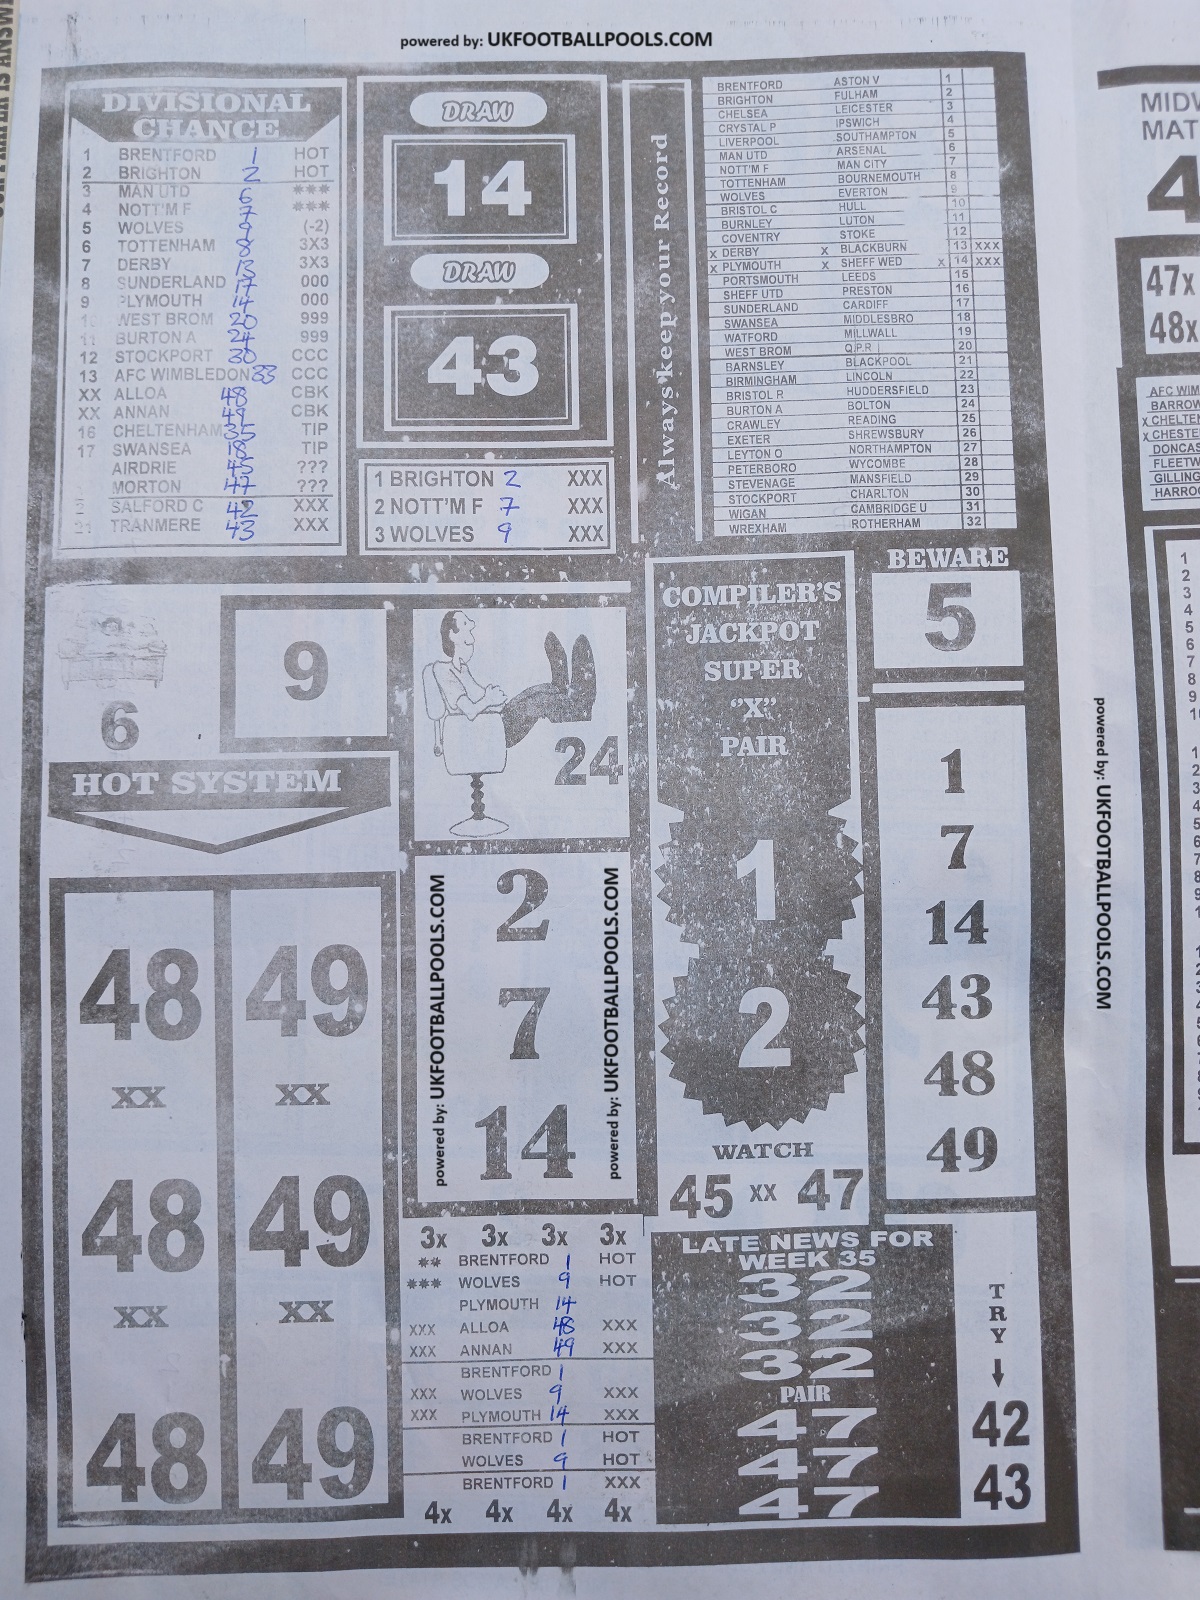 powered by: UKFOOTBALLPOOLS.COM
DIVISIONAL
CHANCE
1 BRENTFORD 1 HOT
2 BRIGHTON 2 HOT
3 MAN UTD 6 ***
4 NOTT'M F 7 ***
5 WOLVES 9 (-2)
6 TOTTENHAM 8 3X3
7 DERBY 13 3X3
8 SUNDERLAND 17 000
9 PLYMOUTH 14 000
WEST BROM 20 999
11 BURTON A 24 999
12 STOCKPORT 30 CCC
13 AFC WIMBLEDON 33 CCC
XX ALLOA 48 CBK
XX ANNAN 49 CBK
16 CHELTENHAM 35 TIP
17 SWANSEA 18 TIP
AIRDRIE 45 ???
MORTON 47 ???
SALFORD C 42 XXX
21 TRANMERE 43 XXX
DRAW
14
DRAW
43
1 BRIGHTON 2 XXX
2 NOTT'M F 7 XXX
3 WOLVES 9 XXX
Always keep your Record
BRENTFORD ASTON V 1
BRIGHTON FULHAM 2
CHELSEA LEICESTER 3
CRYSTAL P IPSWICH 4
LIVERPOOL SOUTHAMPTON 5
MAN UTD ARSENAL 6
NOTT'M F MAN CITY 7
TOTTENHAM BOURNEMOUTH 8
WOLVES EVERTON 9
BRISTOL C HULL 10
BURNLEY LUTON 11
COVENTRY STOKE 12
X DERBY X BLACKBURN 13 XXX
X PLYMOUTH X SHEFF WED X 14 XXX
PORTSMOUTH LEEDS 15
SHEFF UTD PRESTON 16
SUNDERLAND CARDIFF 17
SWANSEA MIDDLESBRO 18
WATFORD MILLWALL 19
WEST BROM Q.P.R 20
BARNSLEY BLACKPOOL 21
BIRMINGHAM LINCOLN 22
BRISTOL R HUDDERSFIELD 23
BURTON A BOLTON 24
CRAWLEY READING 25
EXETER SHREWSBURY 26
LEYTON O NORTHAMPTON 27
PETERBORO WYCOMBE 28
STEVENAGE MANSFIELD 29
STOCKPORT CHARLTON 30
WIGAN CAMBRIDGE U 31
WREXHAM ROTHERHAM 32
6
9
HOT SYSTEM
48 49
XX XX
48 49
XX XX
48 49
24
2
7
14
powered by: UKFOOTBALLPOOLS.COM
powered by: UKFOOTBALLPOOLS.COM
3x 3x 3x 3x
** BRENTFORD 1 HOT
*** WOLVES 9 HOT
PLYMOUTH 14
XXX ALLOA 48 XXX
XXX ANNAN 49 XXX
BRENTFORD 1
XXX WOLVES 9 XXX
XXX PLYMOUTH 14 XXX
BRENTFORD 1 HOT
WOLVES 9 HOT
BRENTFORD 1 XXX
4x 4x 4x 4x
COMPILER'S
JACKPOT
SUPER
"X"
PAIR
1
2
WATCH
45 XX 47
LATE NEWS FOR
WEEK 35
32
32
32
PAIR
47
47
47
BEWARE
5
1
7
14
43
48
49
TRY
42
43
powered by: UKFOOTBALLPOOLS.COM
47x
48x
BARROW